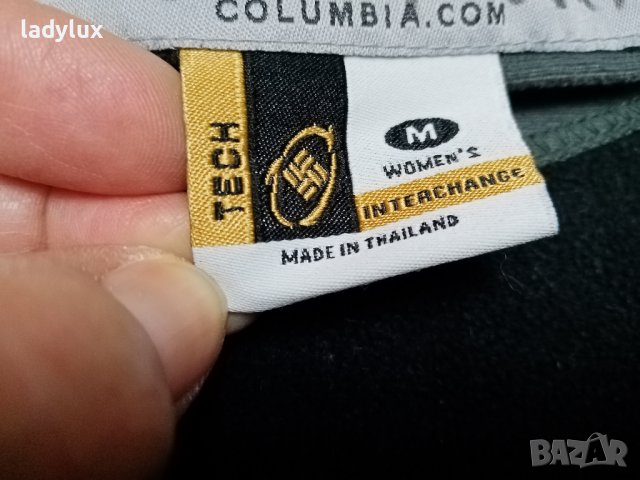 ladylux
COLUMBIA.COM
TECH
M
WOMEN'S
INTERCHANGE
MADE IN THAILAND
BAZAR